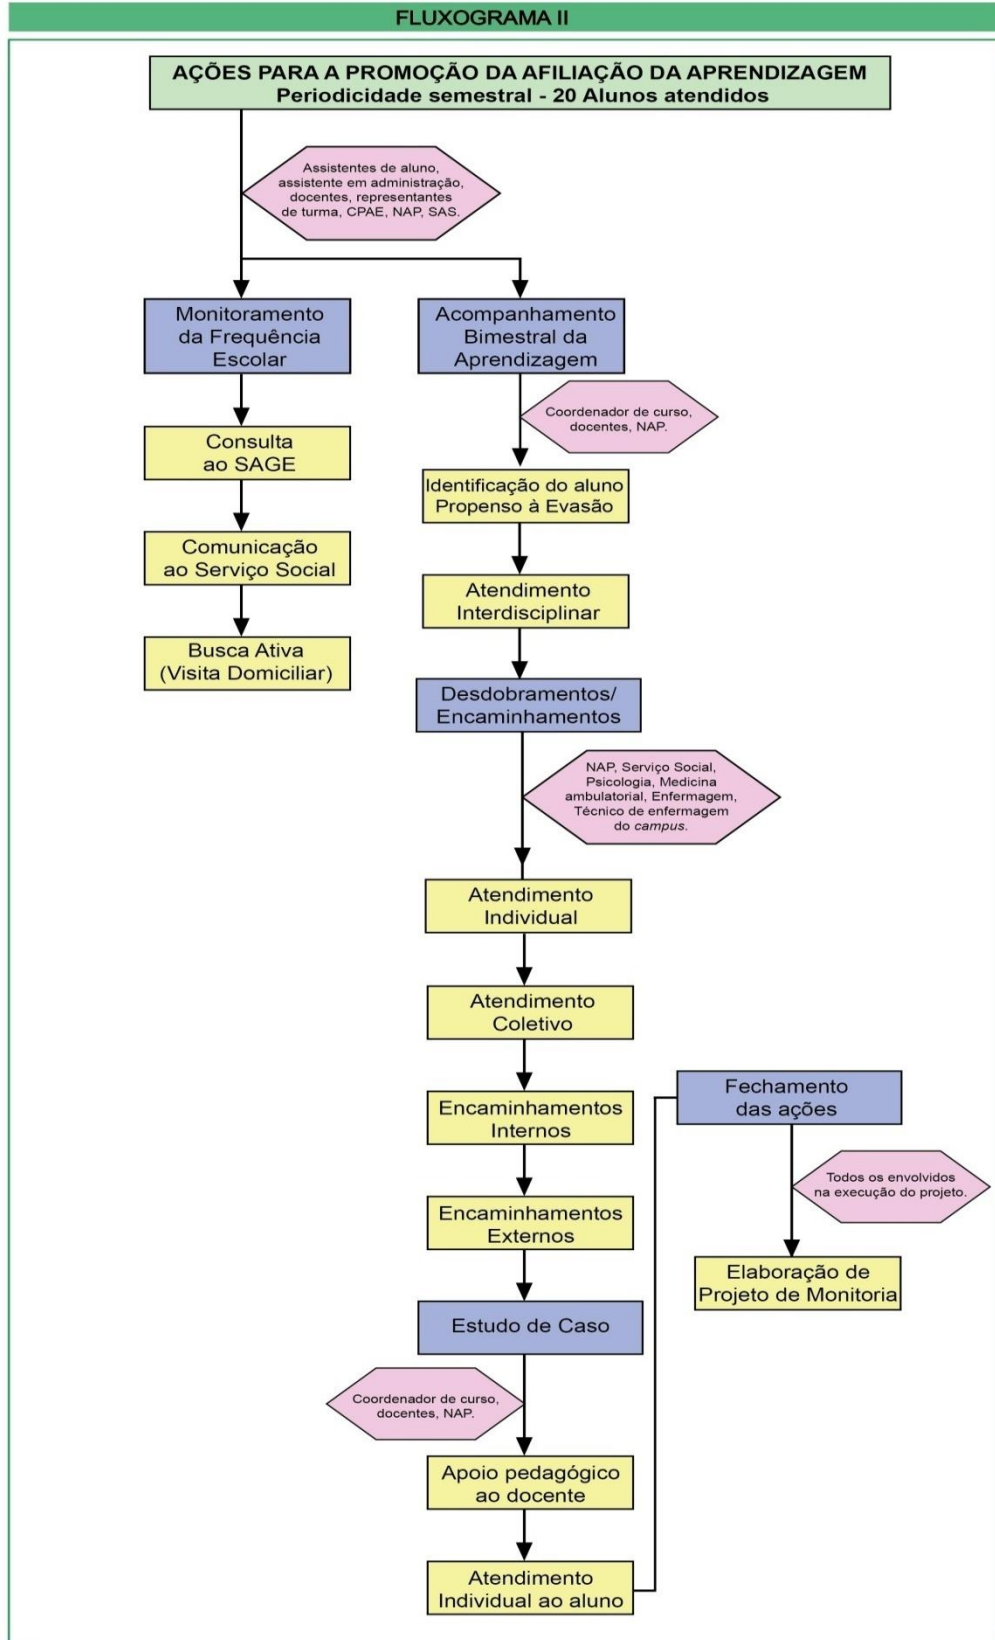 FLUXOGRAMA II
AÇÕES PARA A PROMOÇÃO DA AFILIAÇÃO DA APRENDIZAGEM
Periodicidade semestral - 20 Alunos atendidos
Assistentes de aluno,
assistente em administração,
docentes, representantes
de turma, CPAE, NAP, SAS.
Monitoramento
da Frequência
Escolar
Acompanhamento
Bimestral da
Aprendizagem
Coordenador de curso,
docentes, NAP.
Consulta
ao SAGE
Identificação do aluno
Propenso à Evasão
Comunicação
ao Serviço Social
Atendimento
Interdisciplinar
Busca Ativa
(Visita Domiciliar)
Desdobramentos/
Encaminhamentos
NAP, Serviço Social,
Psicologia, Medicina
ambulatorial, Enfermagem,
Técnico de enfermagem
do campus.
Atendimento
Individual
Atendimento
Coletivo
Encaminhamentos
Internos
Encaminhamentos
Externos
Estudo de Caso
Coordenador de curso,
docentes, NAP.
Apoio pedagógico
ao docente
Atendimento
Individual ao aluno
Fechamento
das ações
Todos os envolvidos
na execução do projeto.
Elaboração de
Projeto de Monitoria